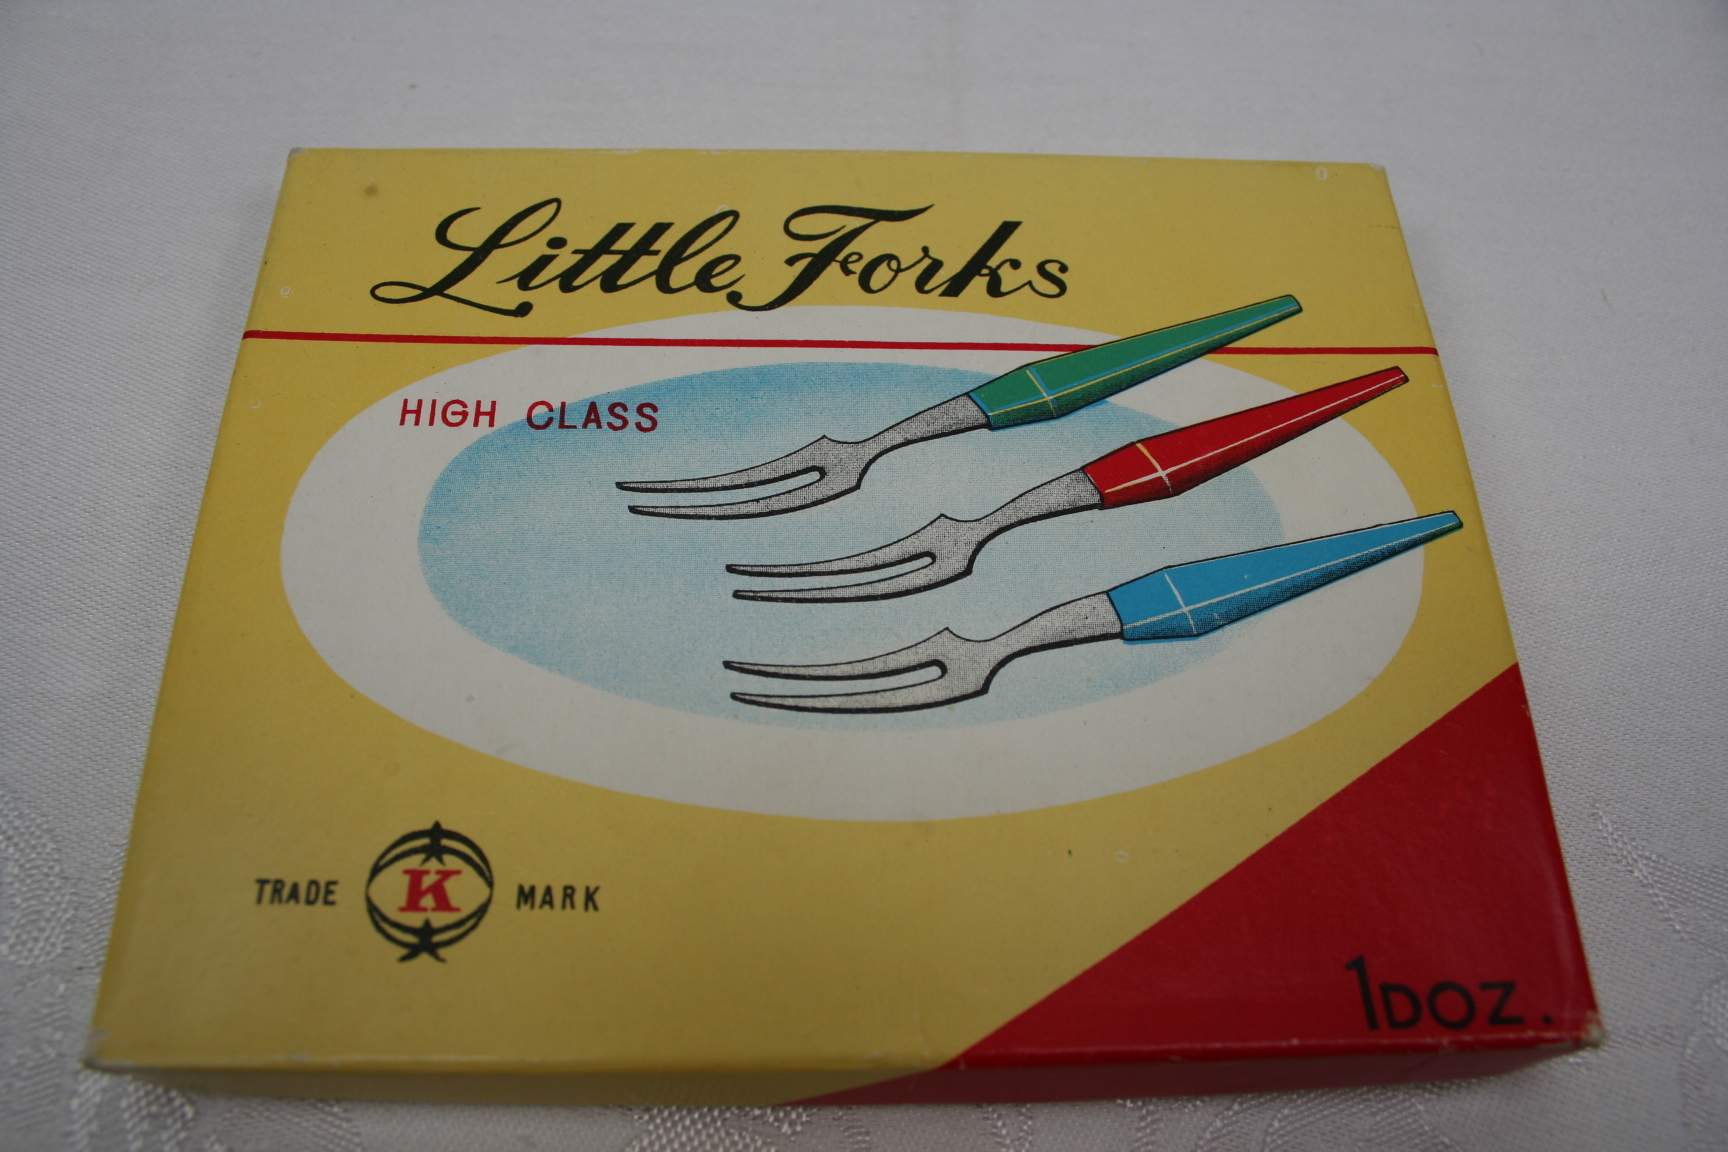 Little Forks
HIGH CLASS
TRADE K MARK
1DOZ.